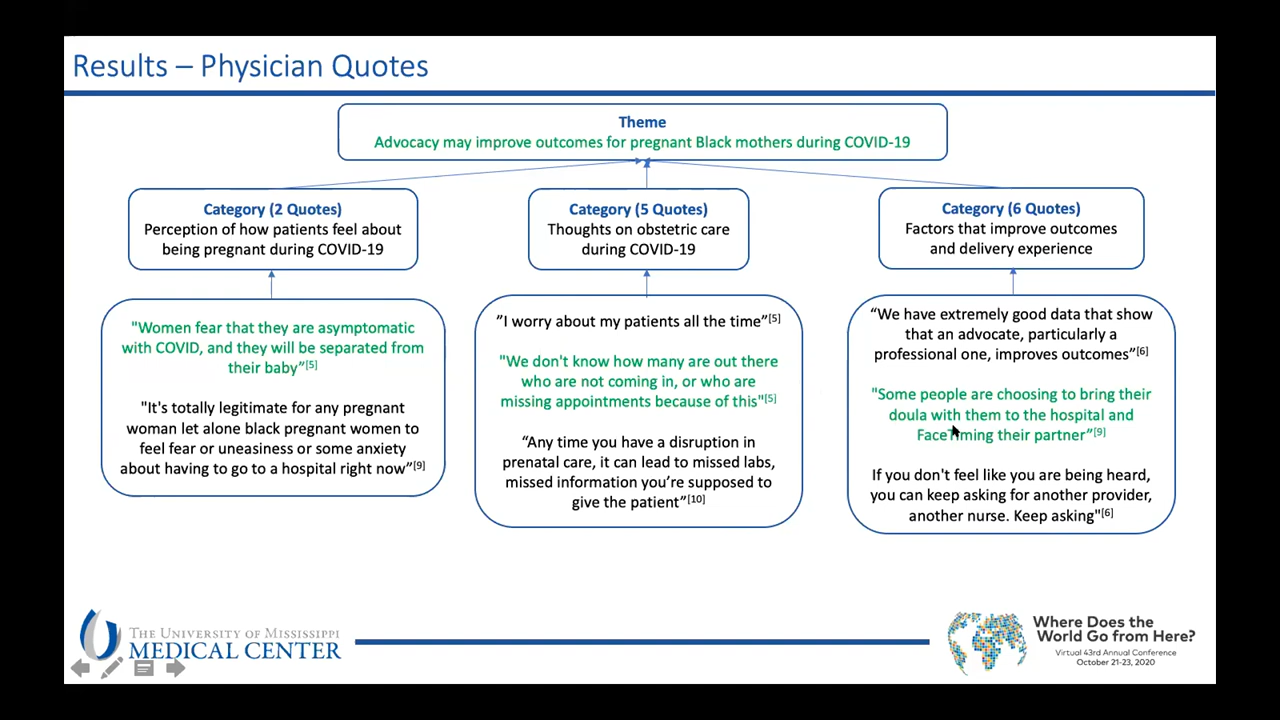 Results – Physician Quotes
Theme
Advocacy may improve outcomes for pregnant Black mothers during COVID-19
Category (2 Quotes)
Perception of how patients feel about
being pregnant during COVID-19
"Women fear that they are asymptomatic
with COVID, and they will be separated from
their baby”[5]
"It's totally legitimate for any pregnant
woman let alone black pregnant women to
feel fear or uneasiness or some anxiety
about having to go to a hospital right now”[9]
Category (5 Quotes)
Thoughts on obstetric care
during COVID-19
”I worry about my patients all the time”[5]
"We don't know how many are out there
who are not coming in, or who are
missing appointments because of this"[5]
“Any time you have a disruption in
prenatal care, it can lead to missed labs,
missed information you’re supposed to
give the patient”[10]
Category (6 Quotes)
Factors that improve outcomes
and delivery experience
“We have extremely good data that show
that an advocate, particularly a
professional one, improves outcomes”[6]
"Some people are choosing to bring their
doula with them to the hospital and
FaceTiming their partner”[9]
If you don't feel like you are being heard,
you can keep asking for another provider,
another nurse. Keep asking"[6]
THE UNIVERSITY OF MISSISSIPPI
MEDICAL CENTER
Where Does the
World Go from Here?
Virtual 43rd Annual Conference
October 21-23, 2020